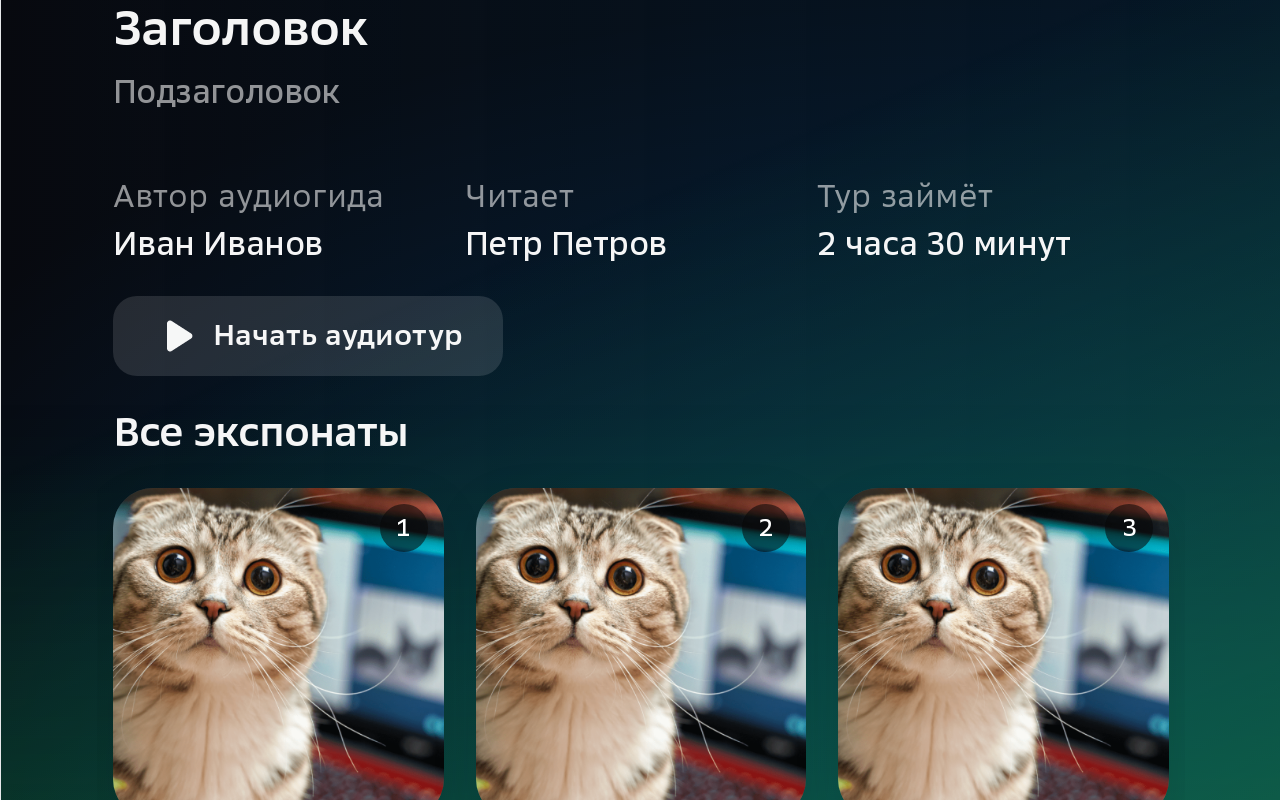 Заголовок
Подзаголовок
Автор аудиогида
Иван Иванов
Читает
Петр Петров
Тур займёт
2 часа 30 минут
Начать аудиотур
Все экспонаты
1
2
3